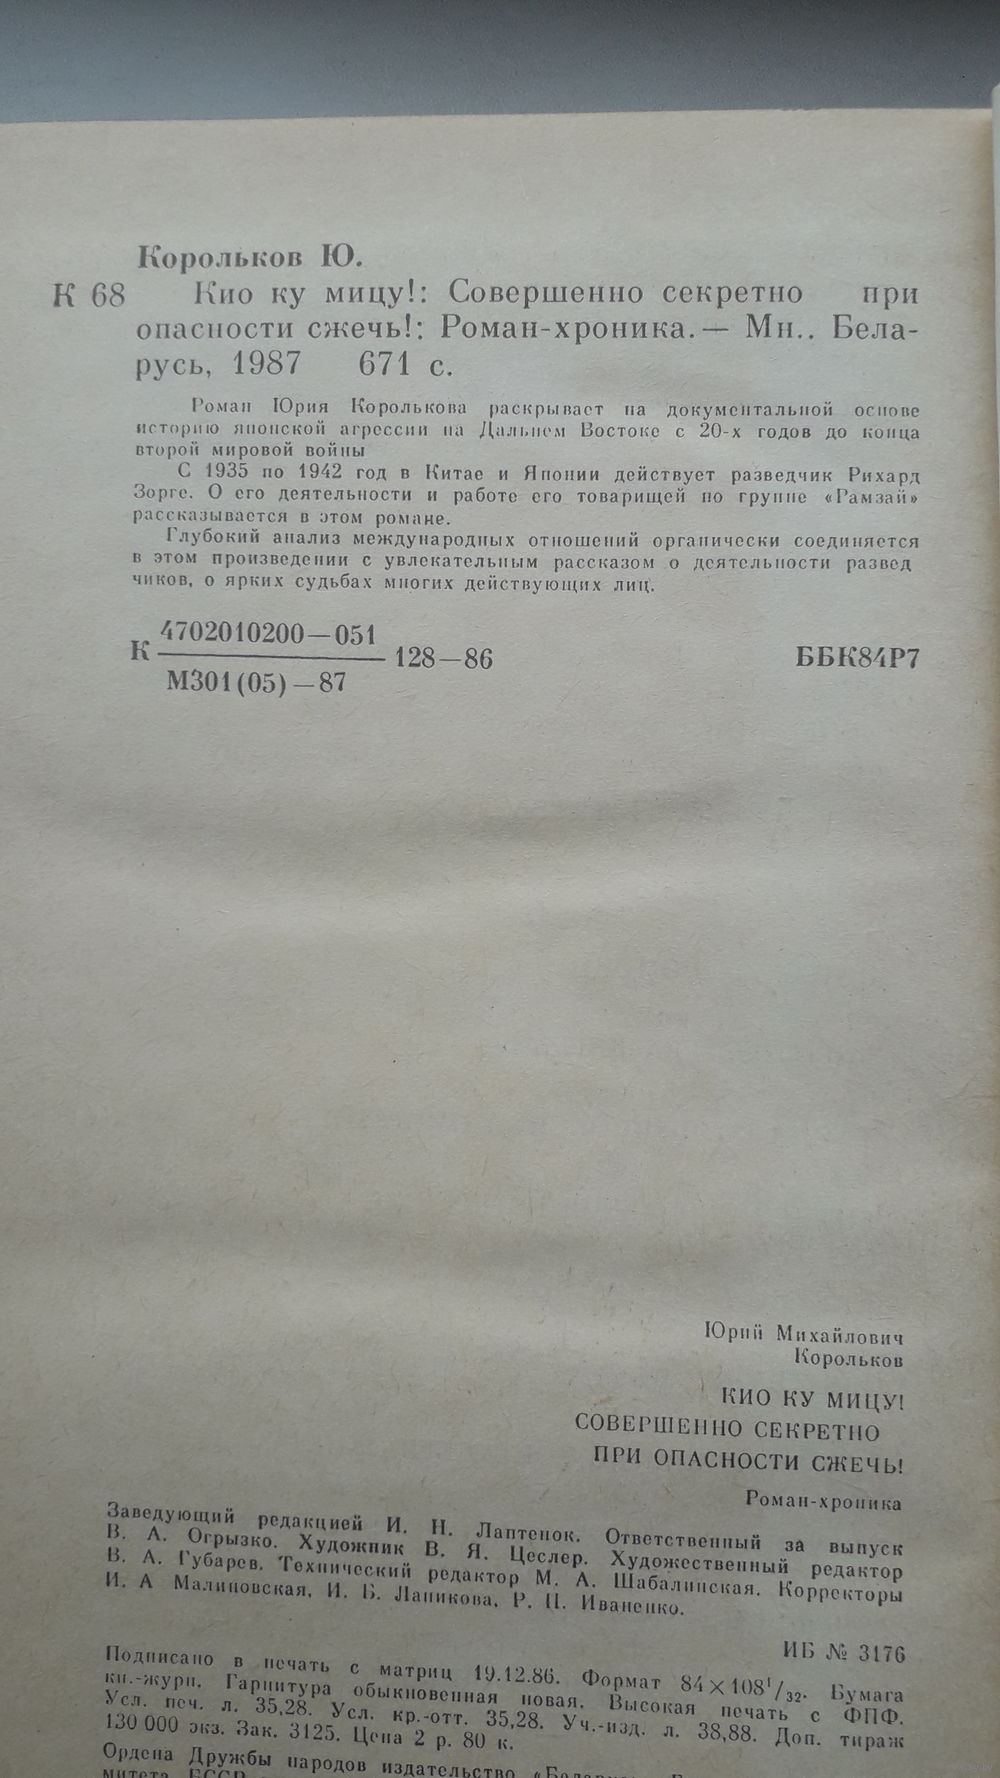 Корольков Ю.
К 68 Кио ку мицу!: Совершенно секретно при
опасности сжечь!: Роман-хроника.— Мн.. Бела-
русь, 1987 671 с.
Роман Юрия Королькова раскрывает на документальной основе
историю японской агрессии на Дальнем Востоке с 20-х годов до конца
второй мировой войны
С 1935 по 1942 год в Китае и Японии действует разведчик Рихард
Зорге. О его деятельности и работе его товарищей по группе «Рамзай»
рассказывается в этом романе.
Глубокий анализ международных отношений органически соединяется
в этом произведении с увлекательным рассказом о деятельности развед
чиков, о ярких судьбах многих действующих лиц.
4702010200—051
К 128—86 ББК84Р7
М301(05)—87
Юрий Михайлович
Корольков
КИО КУ МИЦУ!
СОВЕРШЕННО СЕКРЕТНО
ПРИ ОПАСНОСТИ СЖЕЧЬ!
Роман-хроника
Заведующий редакцией И. Н. Лаптенок. Ответственный за выпуск
В. А. Огрызко. Художник В. Я. Цеслер. Художественный редактор
В. А. Губарев. Технический редактор М. А. Шабалинская. Корректоры
И. А Малиновская, И. Б. Лапикова, Р. П. Иваненко.
ИБ № 3176
Подписано в печать с матриц 19.12.86. Формат 84×108¹/₃₂. Бумага
кн.-журн. Гарнитура обыкновенная новая. Высокая печать с ФПФ.
Усл. печ. л. 35,28. Усл. кр.-отт. 35,28. Уч.-изд. л. 38,88. Доп. тираж
130 000 экз. Зак. 3125. Цена 2 р. 80 к.
Ордена Дружбы народов издательство